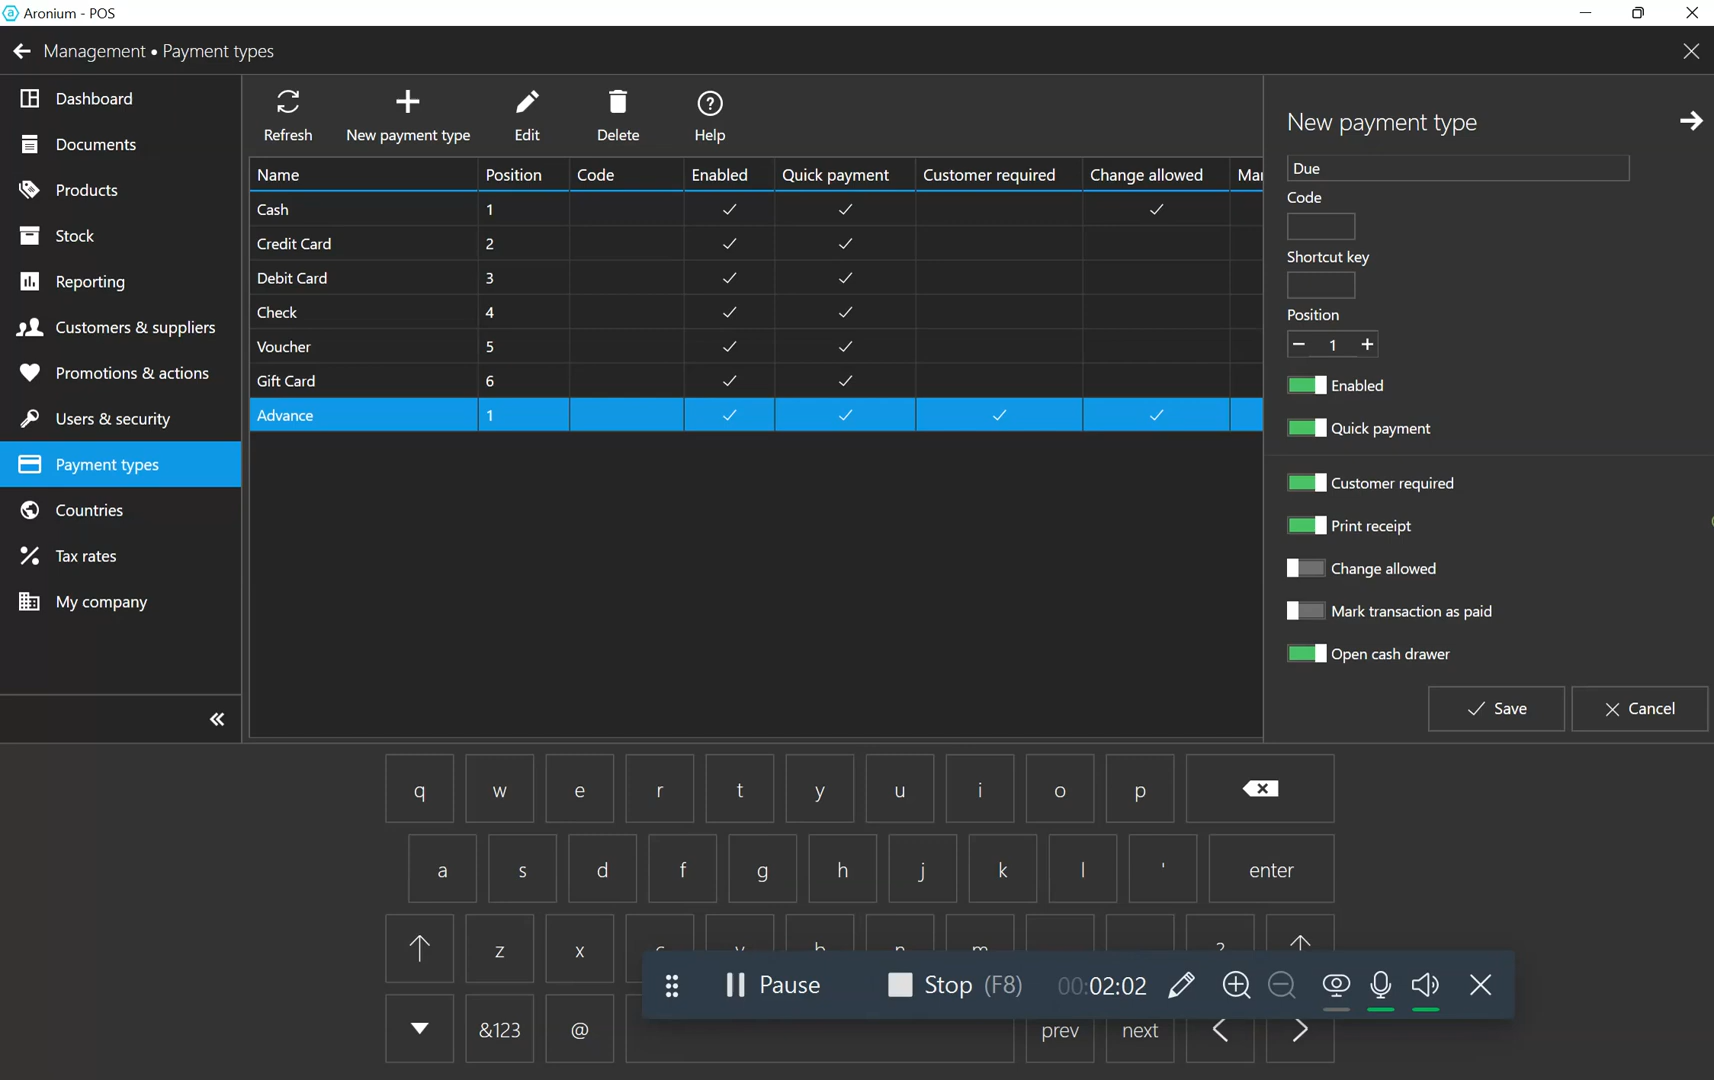 Aronium - POS
Management • Payment types
Dashboard
Documents
Products
Stock
Reporting
Customers & suppliers
Promotions & actions
Users & security
Payment types
Countries
Tax rates
My company
Refresh
New payment type
Edit
Delete
Help
Name Position Code Enabled Quick payment Customer required Change allowed Mar
Cash 1
Credit Card 2
Debit Card 3
Check 4
Voucher 5
Gift Card 6
Advance 1
New payment type
Due
Code
Shortcut key
Position
1
Enabled
Quick payment
Customer required
Print receipt
Change allowed
Mark transaction as paid
Open cash drawer
Save
Cancel
q w e r t y u i o p
a s d f g h j k l ' enter
z x c v b n m ?
Pause Stop (F8) 00:02:02
&123 @ prev next